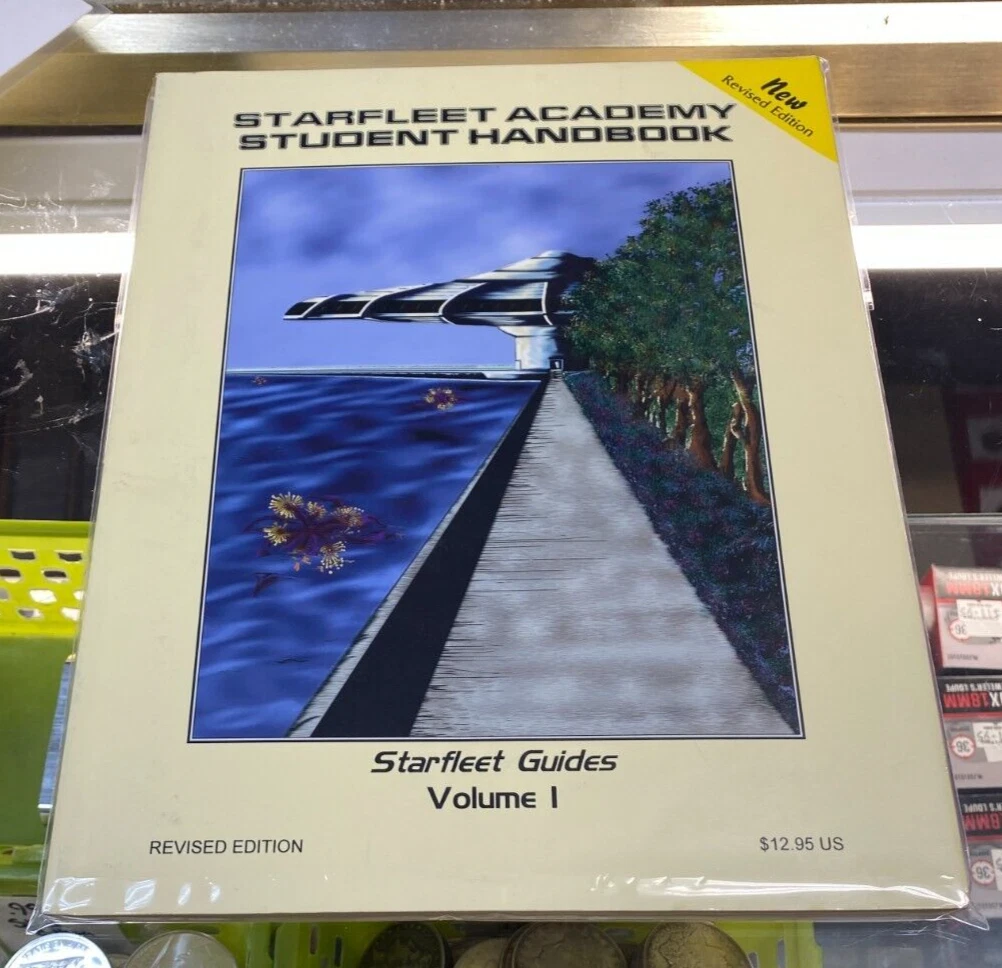 New
Revised Edition
STARFLEET ACADEMY
STUDENT HANDBOOK
Starfleet Guides
Volume I
REVISED EDITION
$12.95 US